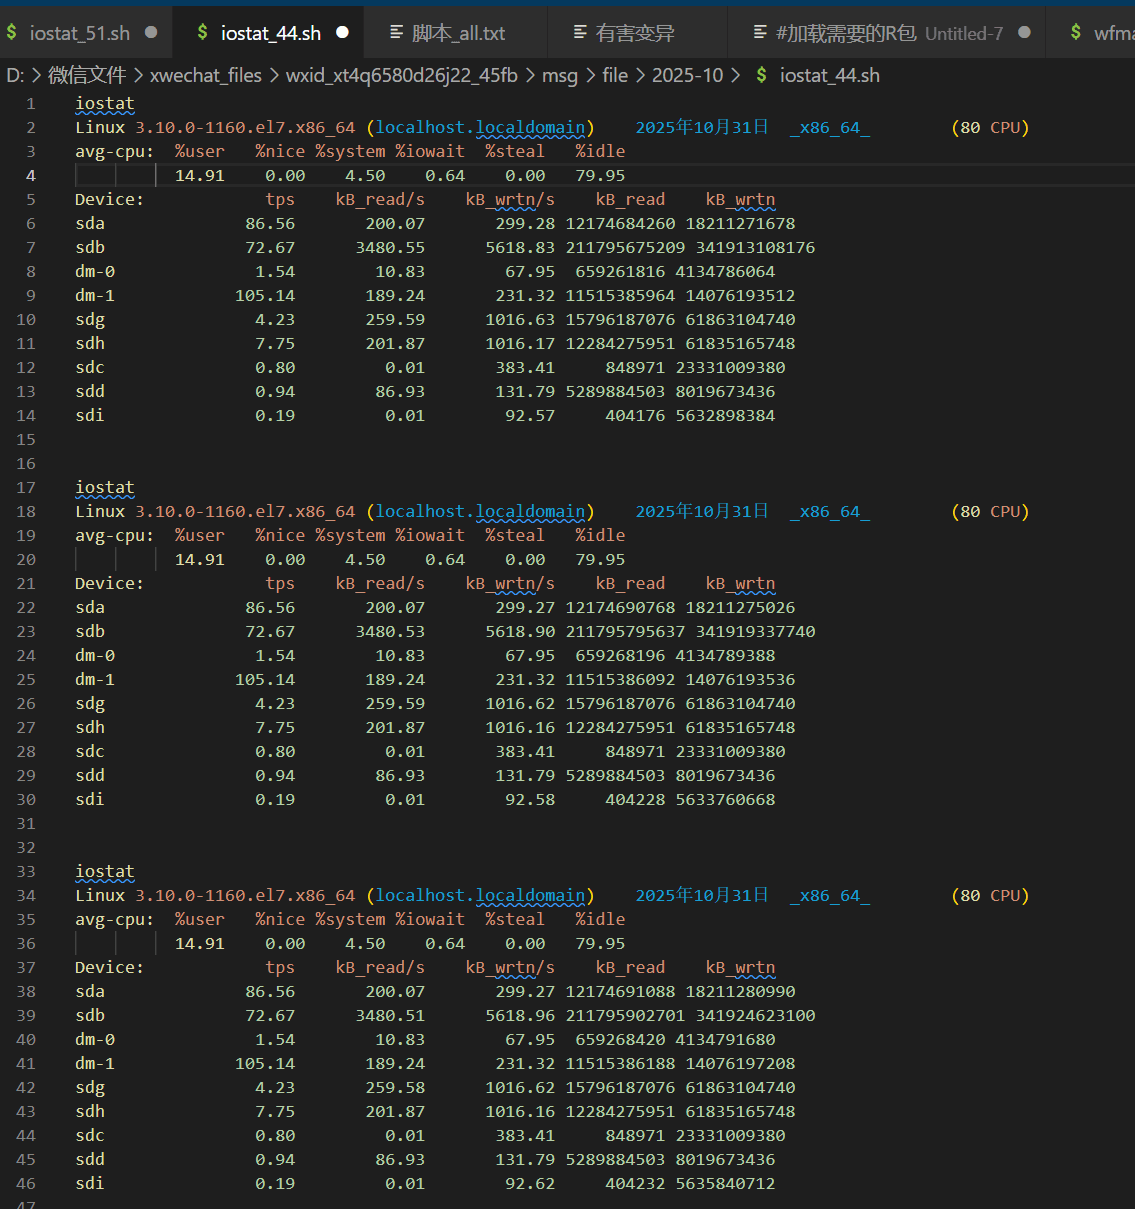 $ iostat_51.sh ● $ iostat_44.sh ● 脚本_all.txt 有害变异 #加载需要的R包 Untitled-7 ● $ wfma
D: > 微信文件 > xwechat_files > wxid_xt4q6580d26j22_45fb > msg > file > 2025-10 > $ iostat_44.sh
1 iostat
2 Linux 3.10.0-1160.el7.x86_64 (localhost.localdomain) 2025年10月31日 _x86_64_ (80 CPU)
3 avg-cpu: %user %nice %system %iowait %steal %idle
4 14.91 0.00 4.50 0.64 0.00 79.95
5 Device: tps kB_read/s kB_wrtn/s kB_read kB_wrtn
6 sda 86.56 200.07 299.28 12174684260 18211271678
7 sdb 72.67 3480.55 5618.83 211795675209 341913108176
8 dm-0 1.54 10.83 67.95 659261816 4134786064
9 dm-1 105.14 189.24 231.32 11515385964 14076193512
10 sdg 4.23 259.59 1016.63 15796187076 61863104740
11 sdh 7.75 201.87 1016.17 12284275951 61835165748
12 sdc 0.80 0.01 383.41 848971 23331009380
13 sdd 0.94 86.93 131.79 5289884503 8019673436
14 sdi 0.19 0.01 92.57 404176 5632898384
15
16
17 iostat
18 Linux 3.10.0-1160.el7.x86_64 (localhost.localdomain) 2025年10月31日 _x86_64_ (80 CPU)
19 avg-cpu: %user %nice %system %iowait %steal %idle
20 14.91 0.00 4.50 0.64 0.00 79.95
21 Device: tps kB_read/s kB_wrtn/s kB_read kB_wrtn
22 sda 86.56 200.07 299.27 12174690768 18211275026
23 sdb 72.67 3480.53 5618.90 211795795637 341919337740
24 dm-0 1.54 10.83 67.95 659268196 4134789388
25 dm-1 105.14 189.24 231.32 11515386092 14076193536
26 sdg 4.23 259.59 1016.62 15796187076 61863104740
27 sdh 7.75 201.87 1016.16 12284275951 61835165748
28 sdc 0.80 0.01 383.41 848971 23331009380
29 sdd 0.94 86.93 131.79 5289884503 8019673436
30 sdi 0.19 0.01 92.58 404228 5633760668
31
32
33 iostat
34 Linux 3.10.0-1160.el7.x86_64 (localhost.localdomain) 2025年10月31日 _x86_64_ (80 CPU)
35 avg-cpu: %user %nice %system %iowait %steal %idle
36 14.91 0.00 4.50 0.64 0.00 79.95
37 Device: tps kB_read/s kB_wrtn/s kB_read kB_wrtn
38 sda 86.56 200.07 299.27 12174691088 18211280990
39 sdb 72.67 3480.51 5618.96 211795902701 341924623100
40 dm-0 1.54 10.83 67.95 659268420 4134791680
41 dm-1 105.14 189.24 231.32 11515386188 14076197208
42 sdg 4.23 259.58 1016.62 15796187076 61863104740
43 sdh 7.75 201.87 1016.16 12284275951 61835165748
44 sdc 0.80 0.01 383.41 848971 23331009380
45 sdd 0.94 86.93 131.79 5289884503 8019673436
46 sdi 0.19 0.01 92.62 404232 5635840712
47